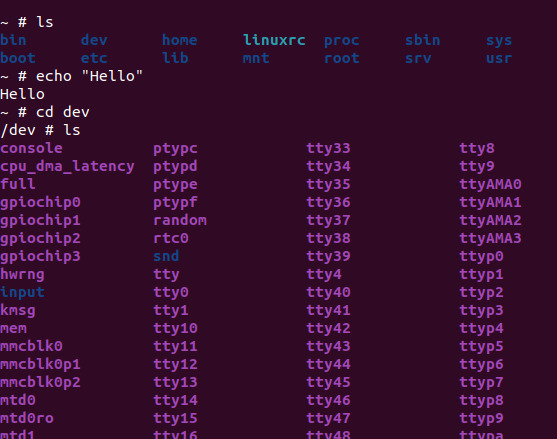 ~ # ls
bin dev home linuxrc proc sbin sys
boot etc lib mnt root srv usr
~ # echo "Hello"
Hello
~ # cd dev
/dev # ls
console ptypc tty33 tty8
cpu_dma_latency ptypd tty34 tty9
full ptype tty35 ttyAMA0
gpiochip0 ptypf tty36 ttyAMA1
gpiochip1 random tty37 ttyAMA2
gpiochip2 rtc0 tty38 ttyAMA3
gpiochip3 snd tty39 ttyp0
hwrng tty tty4 ttyp1
input tty0 tty40 ttyp2
kmsg tty1 tty41 ttyp3
mem tty10 tty42 ttyp4
mmcblk0 tty11 tty43 ttyp5
mmcblk0p1 tty12 tty44 ttyp6
mmcblk0p2 tty13 tty45 ttyp7
mtd0 tty14 tty46 ttyp8
mtd0ro tty15 tty47 ttyp9
mtd1 tty16 tty48 ttypa